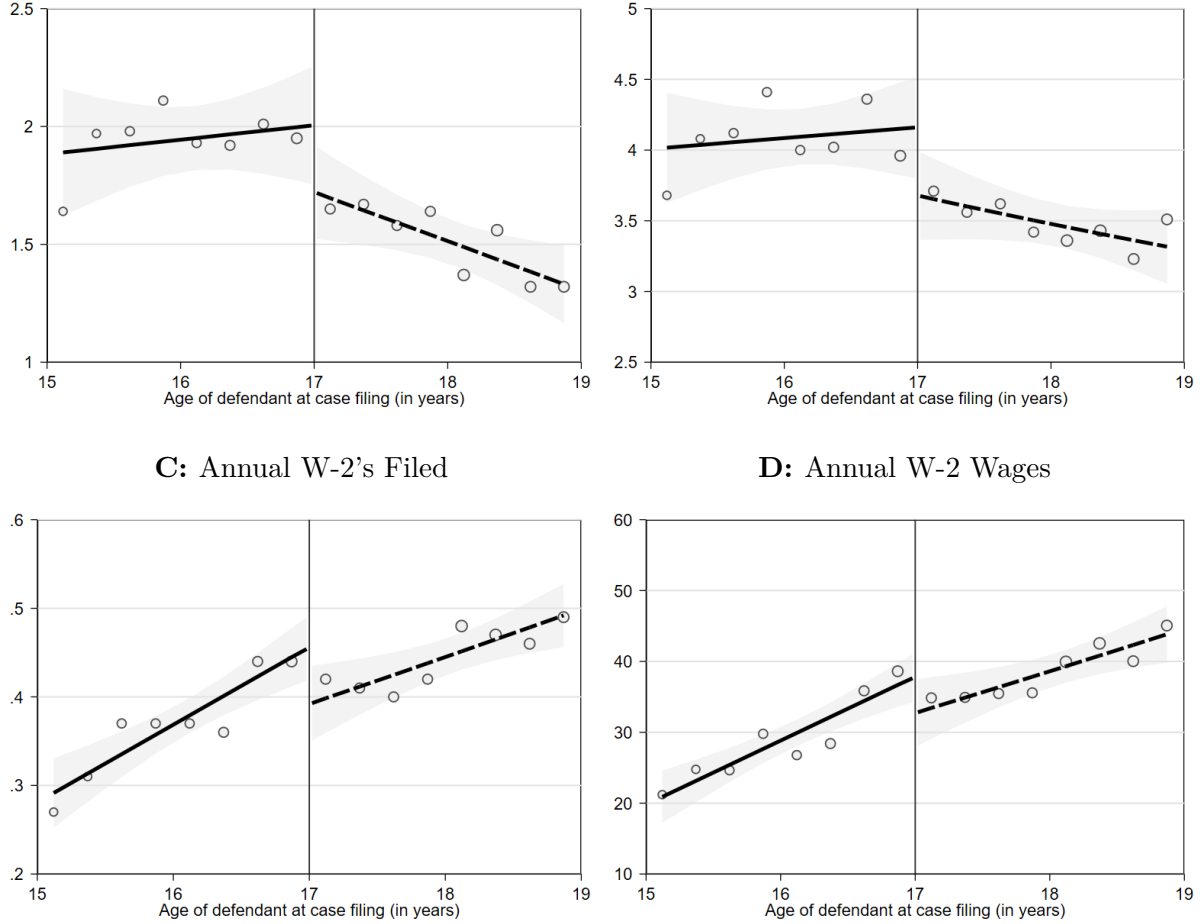 2.5
2
1.5
1
15 16 17 18 19
Age of defendant at case filing (in years)
5
4.5
4
3.5
3
2.5
15 16 17 18 19
Age of defendant at case filing (in years)
C: Annual W-2's Filed
D: Annual W-2 Wages
.6
.5
.4
.3
.2
15 16 17 18 19
Age of defendant at case filing (in years)
60
50
40
30
20
10
15 16 17 18 19
Age of defendant at case filing (in years)